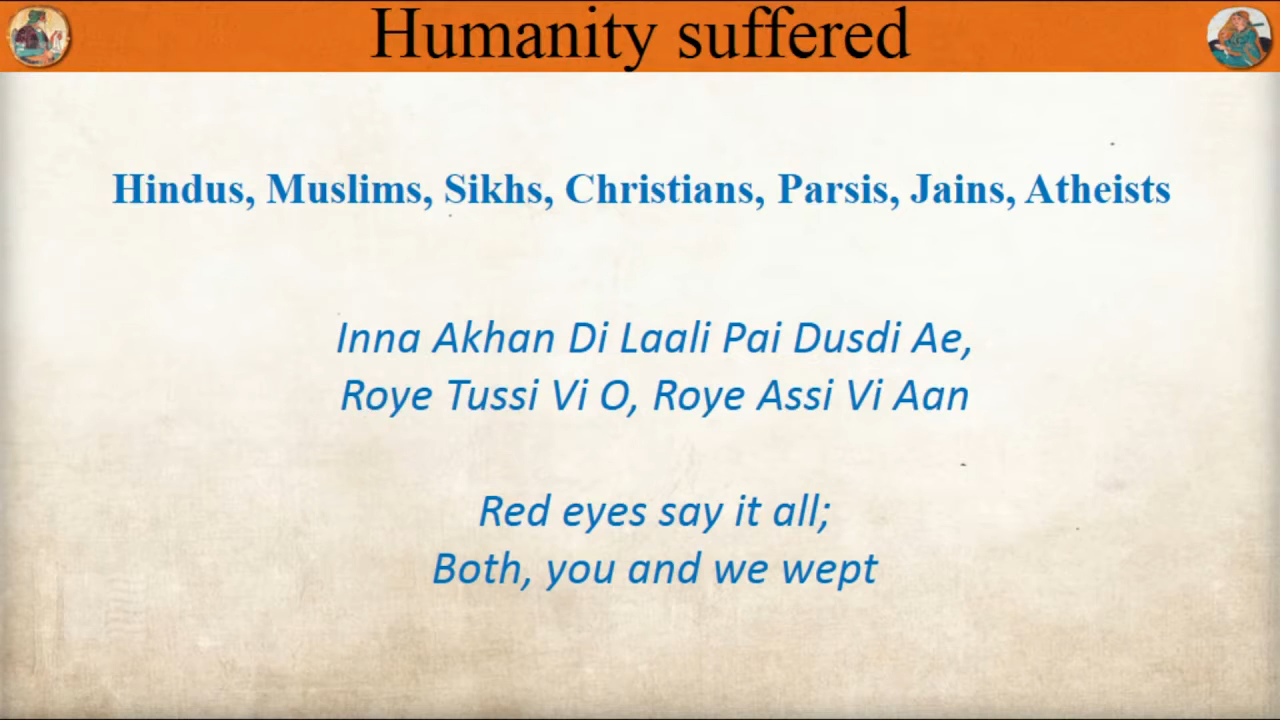 Humanity suffered
Hindus, Muslims, Sikhs, Christians, Parsis, Jains, Atheists
Inna Akhan Di Laali Pai Dusdi Ae,
Roye Tussi Vi O, Roye Assi Vi Aan
Red eyes say it all;
Both, you and we wept